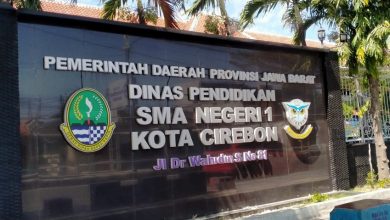 PEMERINTAH DAERAH PROVINSI JAWA BARAT
DINAS PENDIDIKAN
SMA NEGERI 1
KOTA CIREBON
Jl Dr Wahidin S No 81